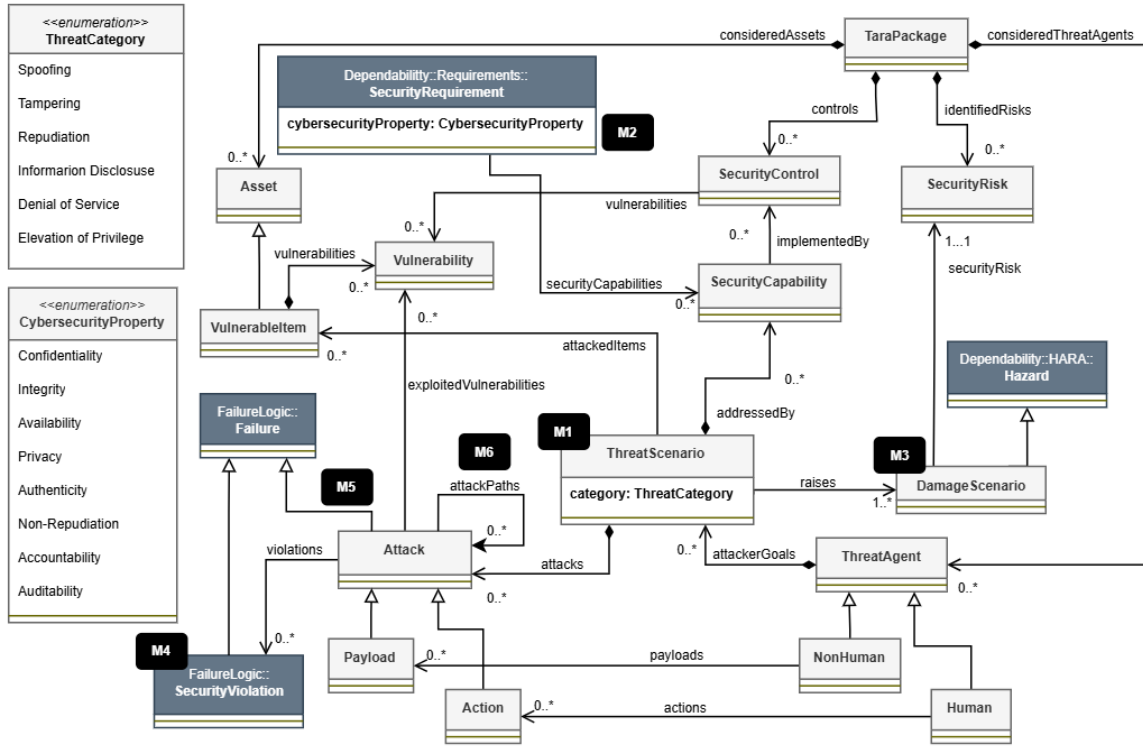 <<enumeration>>
ThreatCategory
Spoofing
Tampering
Repudiation
Informarion Disclosuse
Denial of Service
Elevation of Privilege
<<enumeration>>
CybersecurityProperty
Confidentiality
Integrity
Availability
Privacy
Authenticity
Non-Repudiation
Accountability
Auditability
consideredAssets
TaraPackage
consideredThreatAgents
Dependabilitty::Requirements::
SecurityRequirement
cybersecurityProperty: CybersecurityProperty
M2
controls
identifiedRisks
0..*
0..*
0..*
Asset
SecurityControl
SecurityRisk
vulnerabilities
0..*
0..*
implementedBy
1...1
securityRisk
vulnerabilities
0..*
Vulnerability
SecurityCapability
securityCapabilities
0..*
0..*
VulnerableItem
0..*
attackedItems
0..*
exploitedVulnerabilities
addressedBy
Dependability::HARA::
Hazard
FailureLogic::
Failure
M1
ThreatScenario
category: ThreatCategory
M6
attackPaths
0..*
M5
M3
DamageScenario
raises
1..*
violations
Attack
attacks
0..*
0..*
attackerGoals
ThreatAgent
0..*
0..*
M4
FailureLogic::
SecurityViolation
Payload
0..*
payloads
NonHuman
Action
0..*
actions
Human